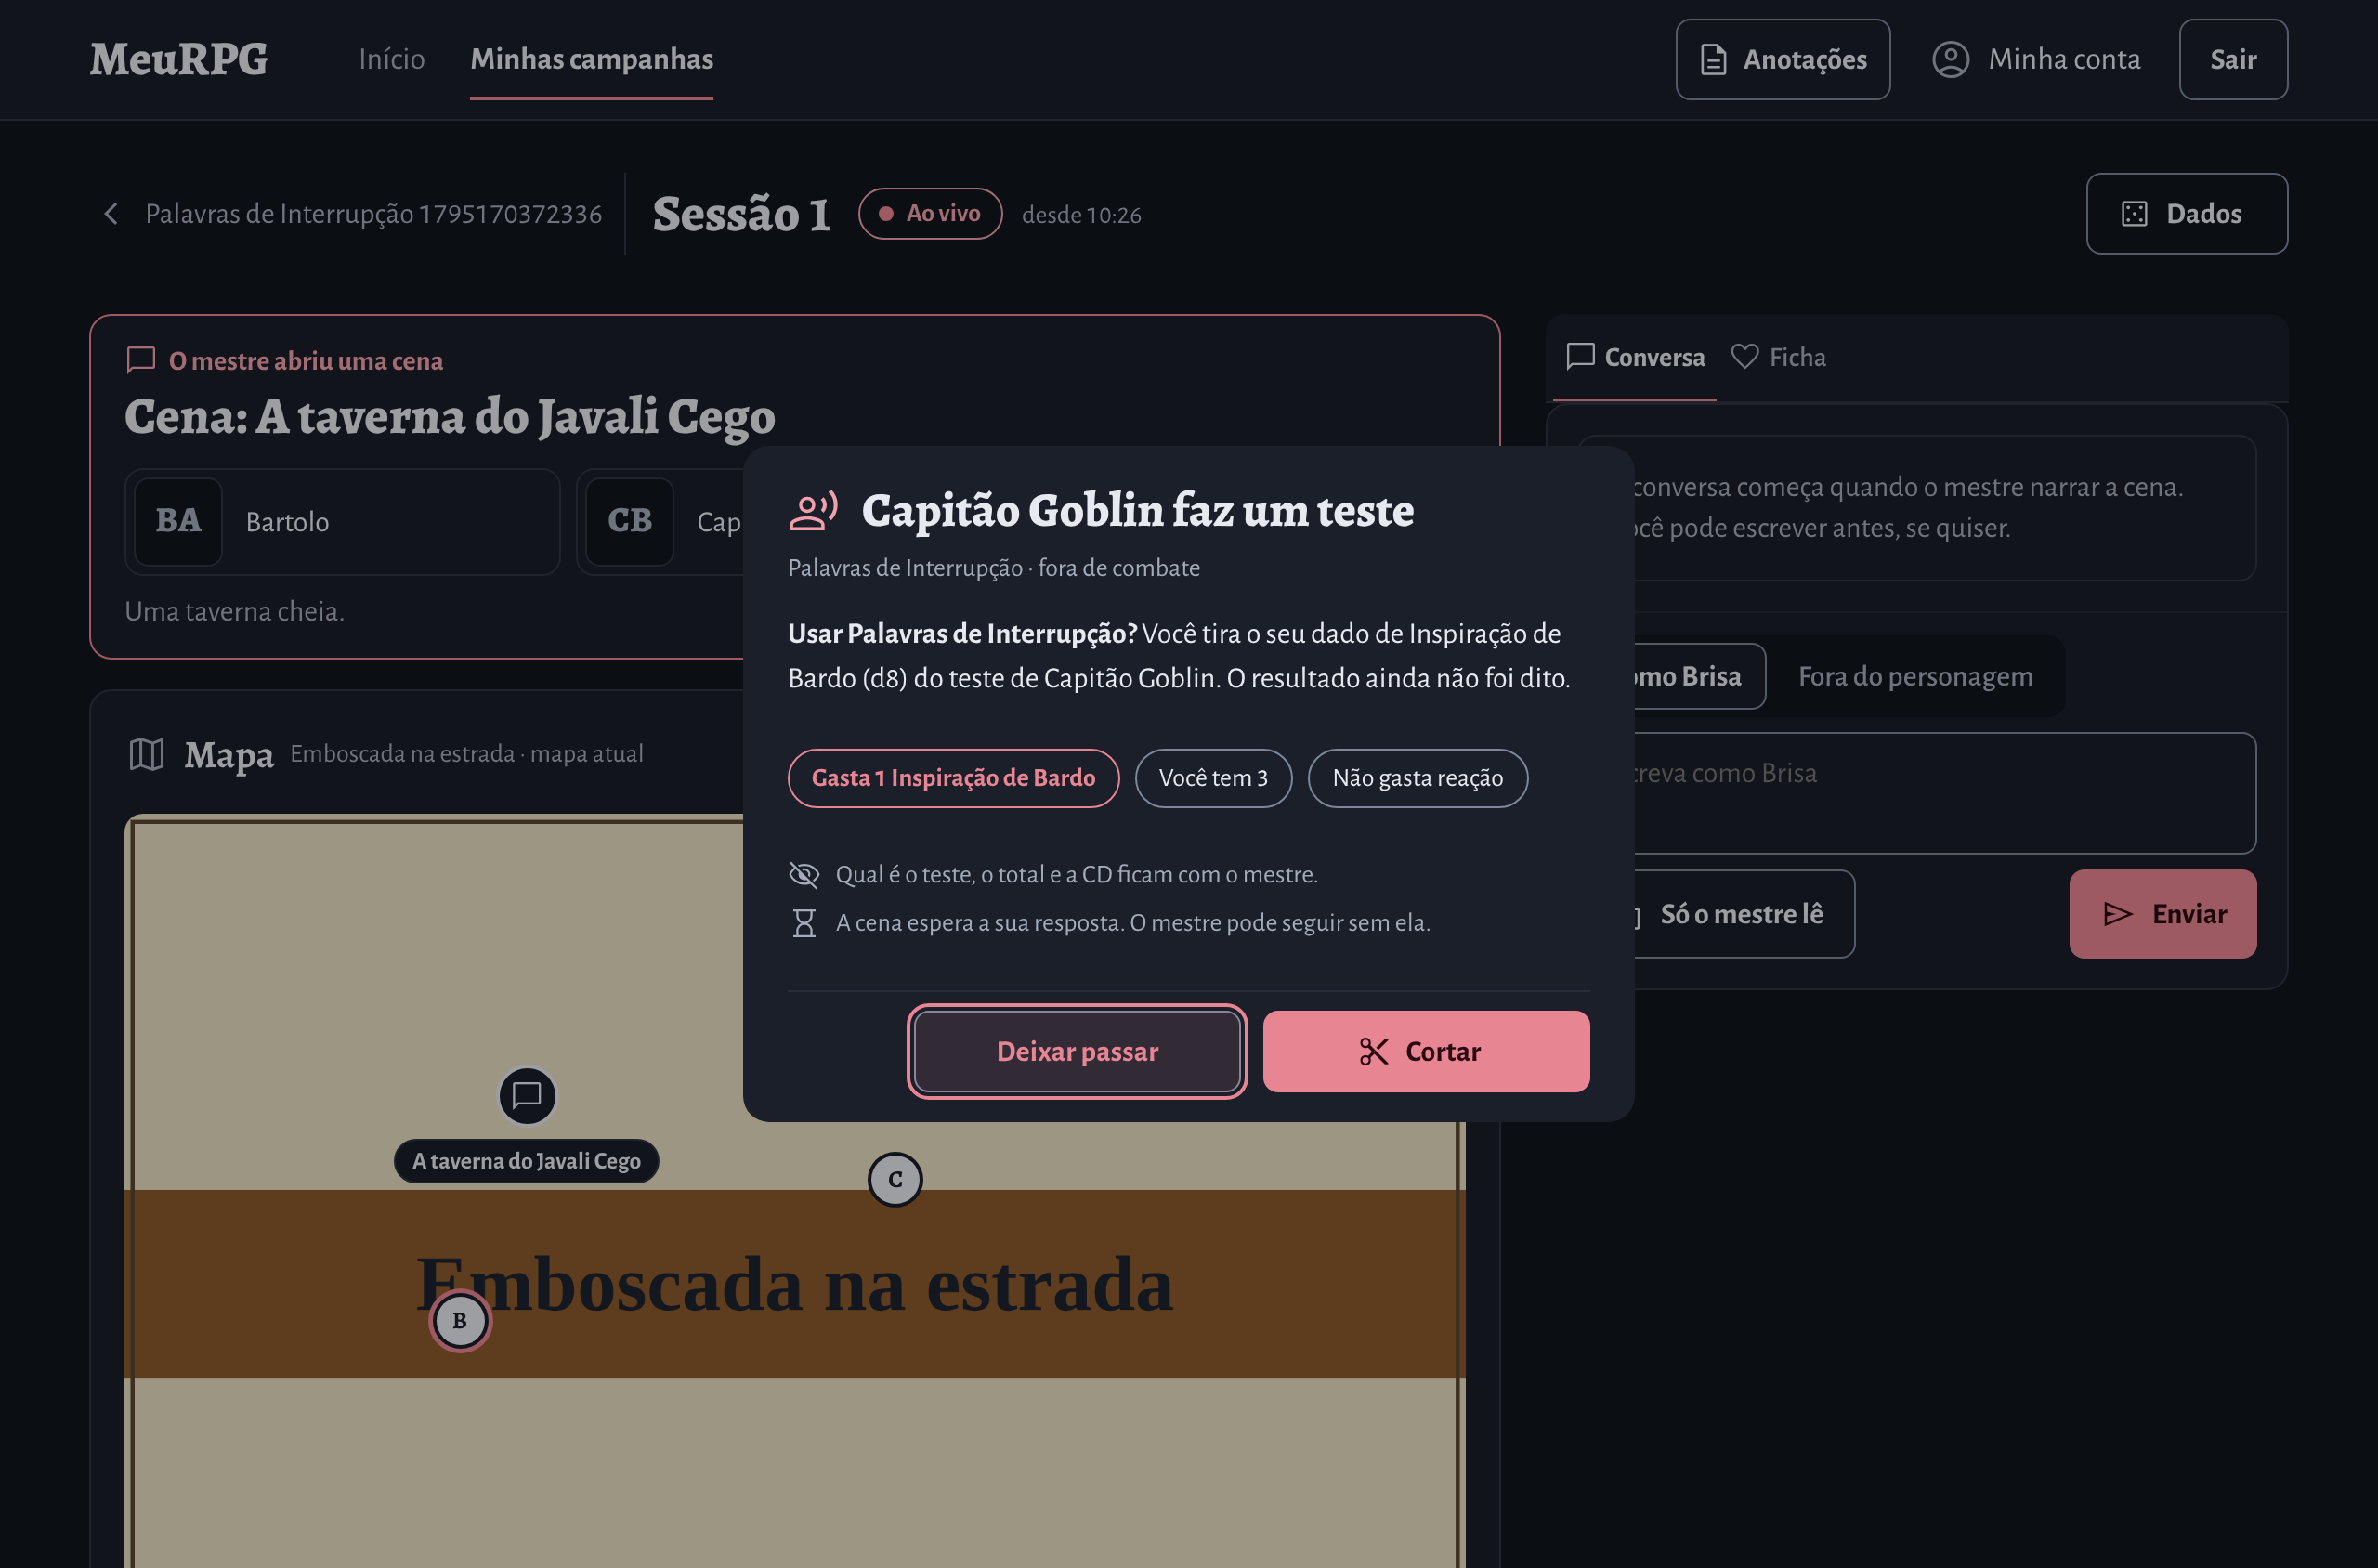 MeuRPG
Início
Minhas campanhas
Anotações
Minha conta
Sair
Palavras de Interrupção 1795170372336
Sessão 1
Ao vivo
desde 10:26
Dados
O mestre abriu uma cena
Cena: A taverna do Javali Cego
BA
Bartolo
CB
Uma taverna cheia.
Mapa
Emboscada na estrada · mapa atual
A taverna do Javali Cego
C
Emboscada na estrada
B
Capitão Goblin faz um teste
Palavras de Interrupção · fora de combate
Usar Palavras de Interrupção? Você tira o seu dado de Inspiração de
Bardo (d8) do teste de Capitão Goblin. O resultado ainda não foi dito.
Gasta 1 Inspiração de Bardo
Você tem 3
Não gasta reação
Qual é o teste, o total e a CD ficam com o mestre.
A cena espera a sua resposta. O mestre pode seguir sem ela.
Deixar passar
Cortar
Conversa
Ficha
conversa começa quando o mestre narrar a cena.
pode escrever antes, se quiser.
Brisa
Fora do personagem
como Brisa
Só o mestre lê
Enviar